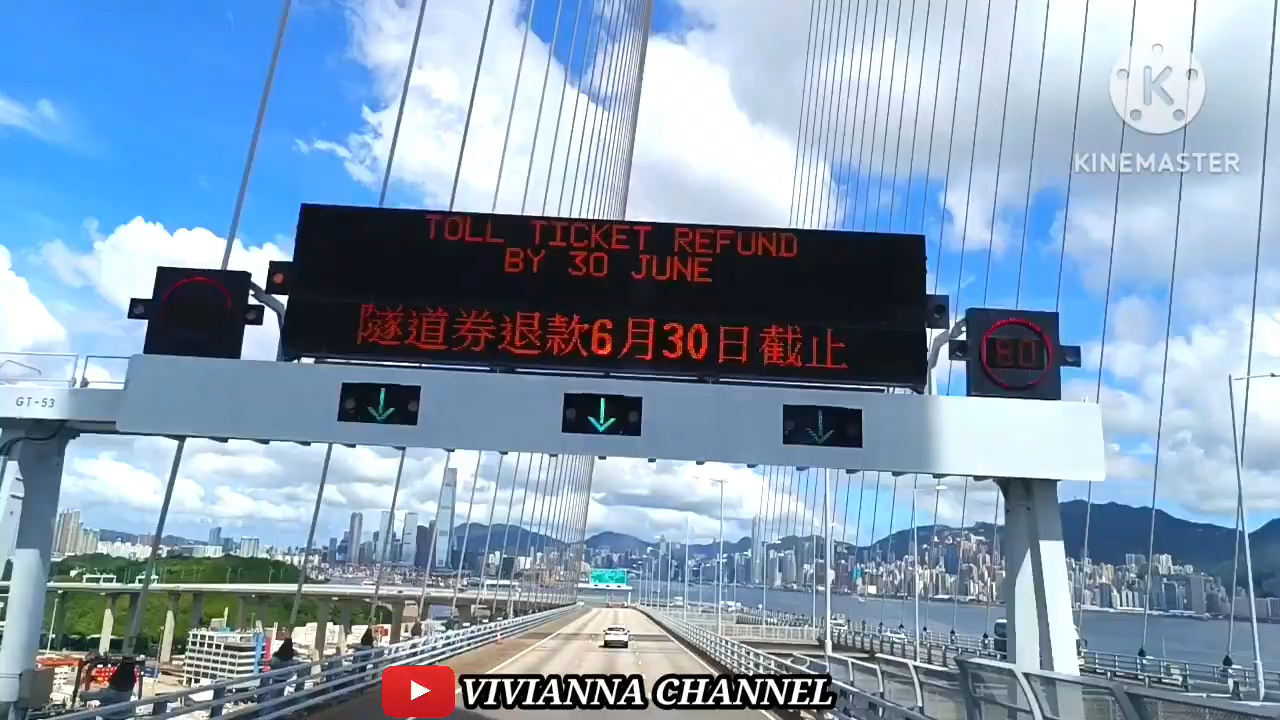 KINEMASTER
TOLL TICKET REFUND
BY 30 JUNE
隧道券退款6月30日截止
80
GT-53
VIVIANNA CHANNEL